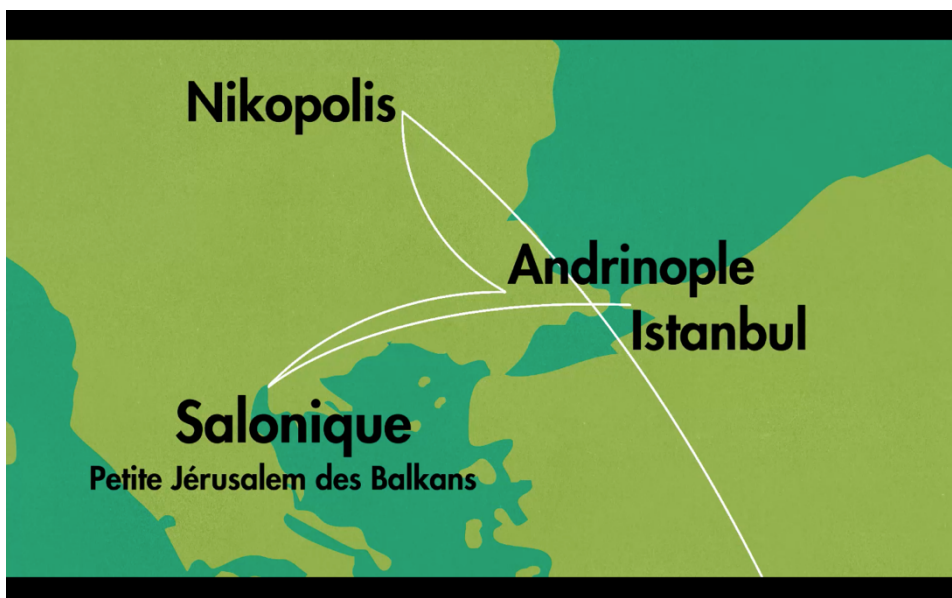 Nikopolis
Andrinople
Istanbul
Salonique
Petite Jérusalem des Balkans